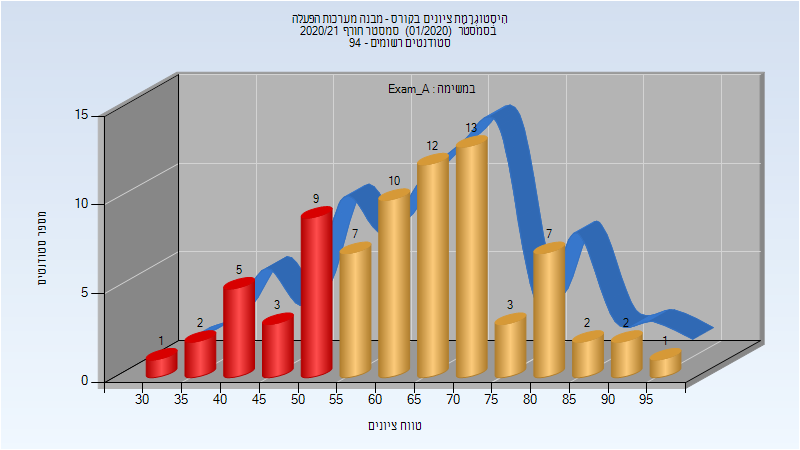 היסטוגרמת ציונים בקורס - מבנה מערכות הפעלה
בסמסטר (01/2020) סמסטר חורף 2020/21
סטודנטים רשומים - 94
במשימה : Exam_A
מספר סטודנטים
15
10
5
0
1
2
5
3
9
7
10
12
13
3
7
2
2
1
30 35 40 45 50 55 60 65 70 75 80 85 90 95
טווח ציונים